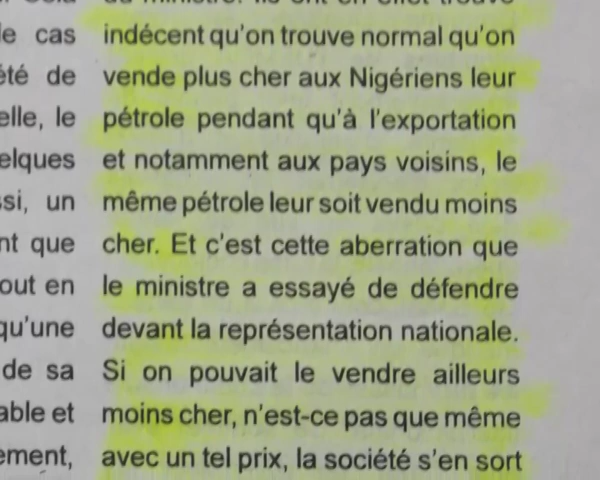 e cas
été de
elle, le
elques
ssi, un
nt que
out en
qu'une
de sa
able et
ement,
indécent qu'on trouve normal qu'on
vende plus cher aux Nigériens leur
pétrole pendant qu'à l'exportation
et notamment aux pays voisins, le
même pétrole leur soit vendu moins
cher. Et c'est cette aberration que
le ministre a essayé de défendre
devant la représentation nationale.
Si on pouvait le vendre ailleurs
moins cher, n'est-ce pas que même
avec un tel prix, la société s'en sort